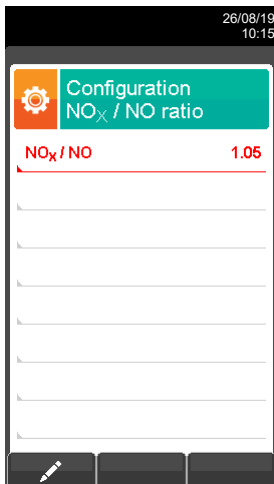 26/08/19
10:15
Configuration
NOX / NO ratio
NOX / NO 1.05